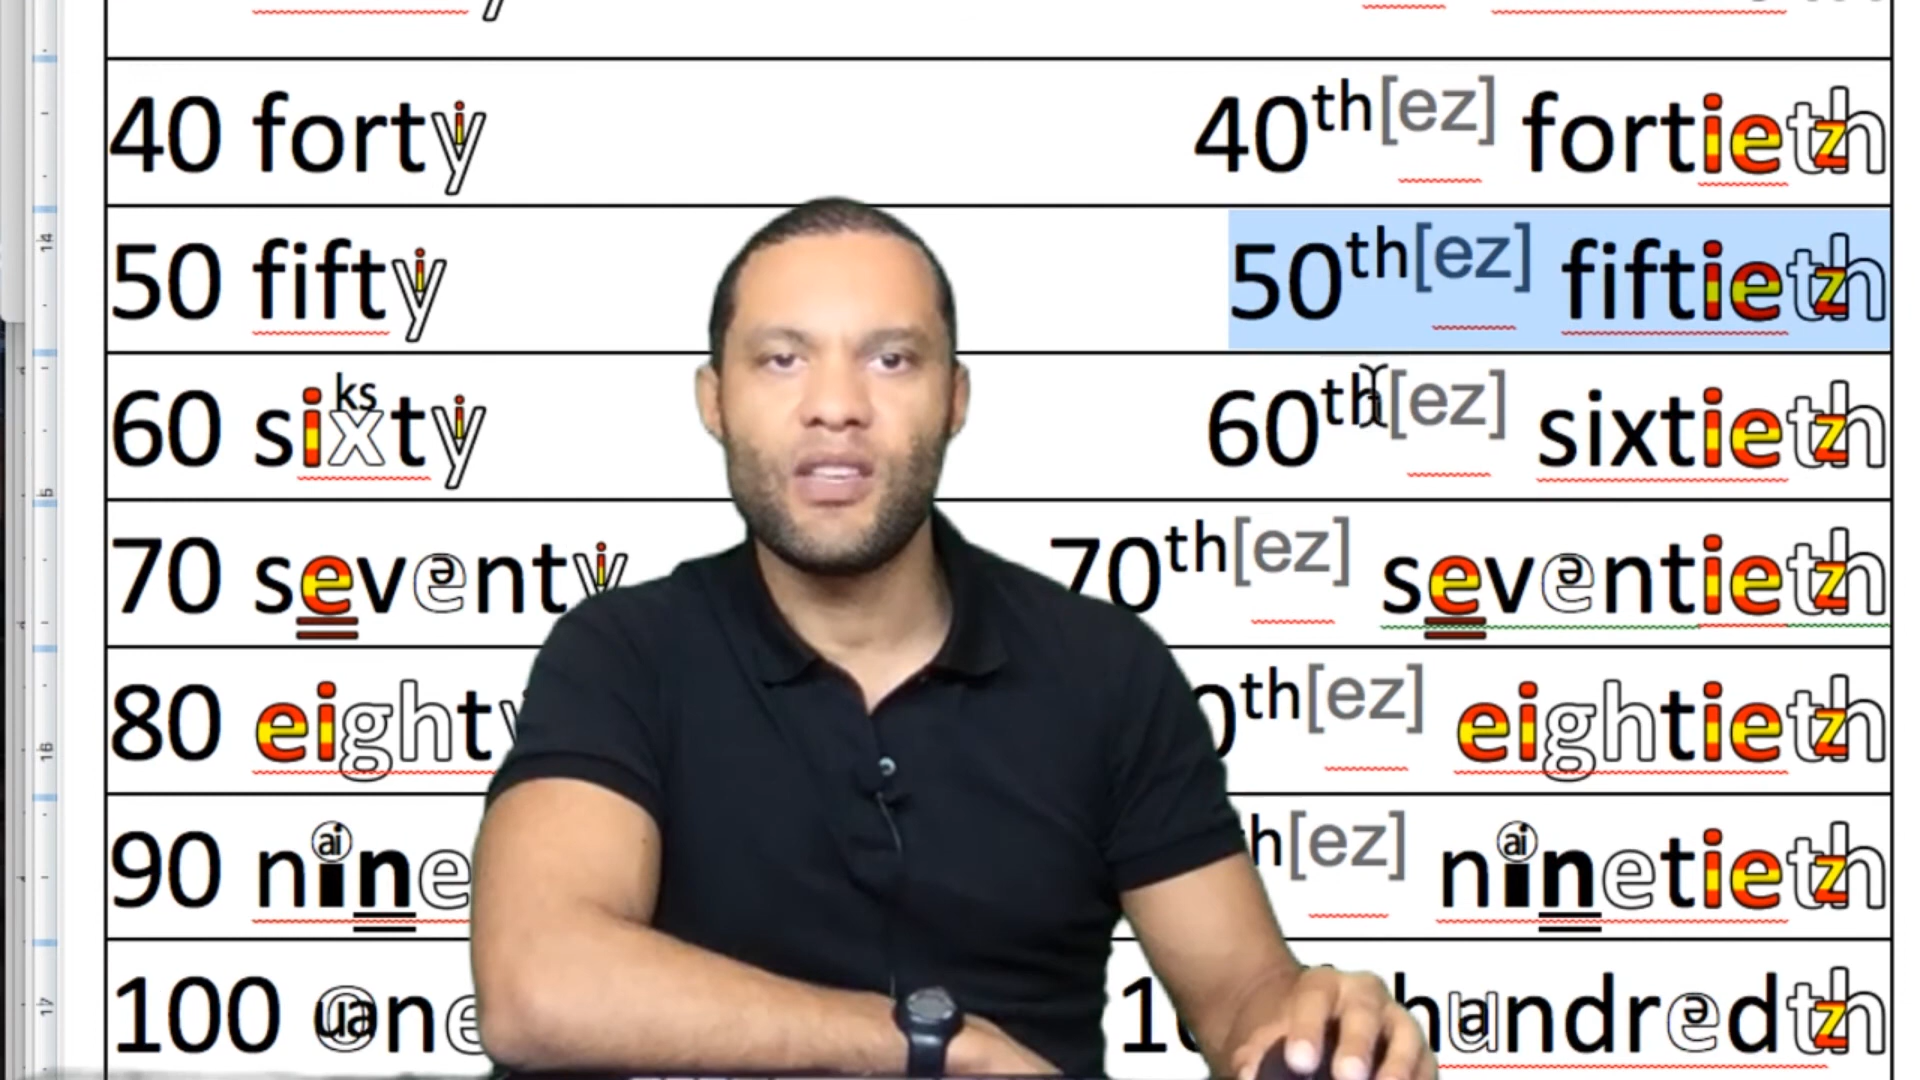 40 forty 40th[ez] fortieth
50 fifty 50th[ez] fiftieth
60 sixty 60th[ez] sixtieth
70 seventy 70th[ez] seventieth
80 eighty th[ez] eightieth
90 nine [ez] ninetieth
100 one hundredth